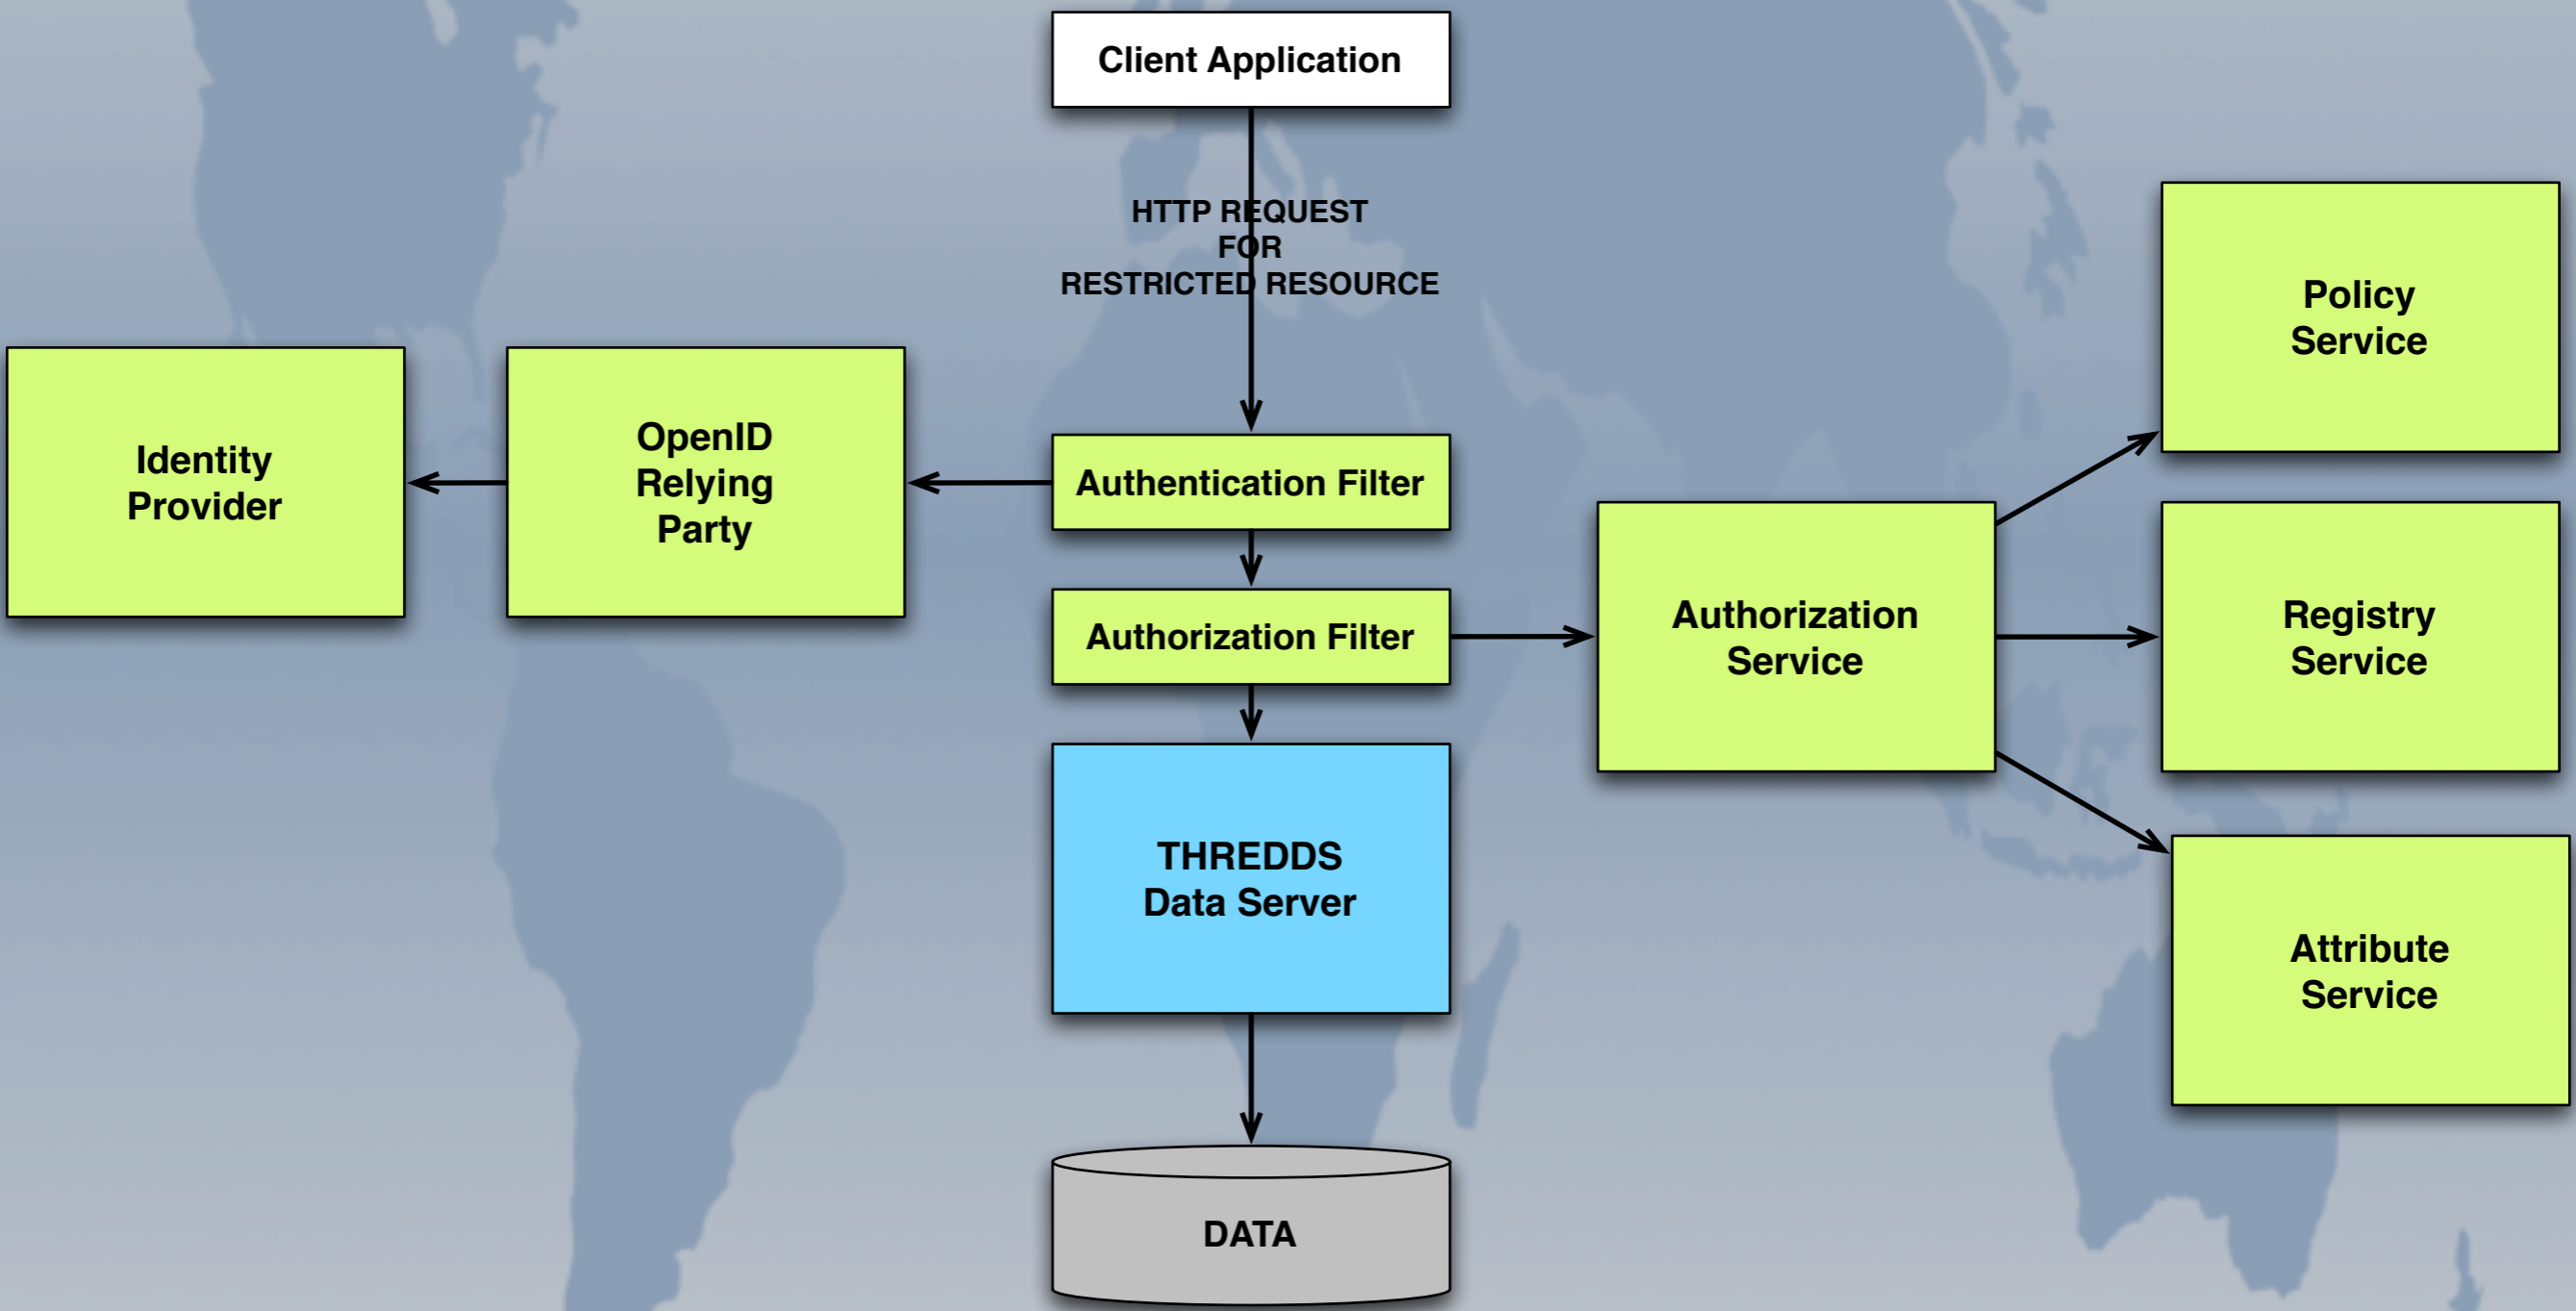 Client Application
HTTP REQUEST
FOR
RESTRICTED RESOURCE
Identity
Provider
OpenID
Relying
Party
Authentication Filter
Authorization Filter
Authorization
Service
Policy
Service
Registry
Service
Attribute
Service
THREDDS
Data Server
DATA